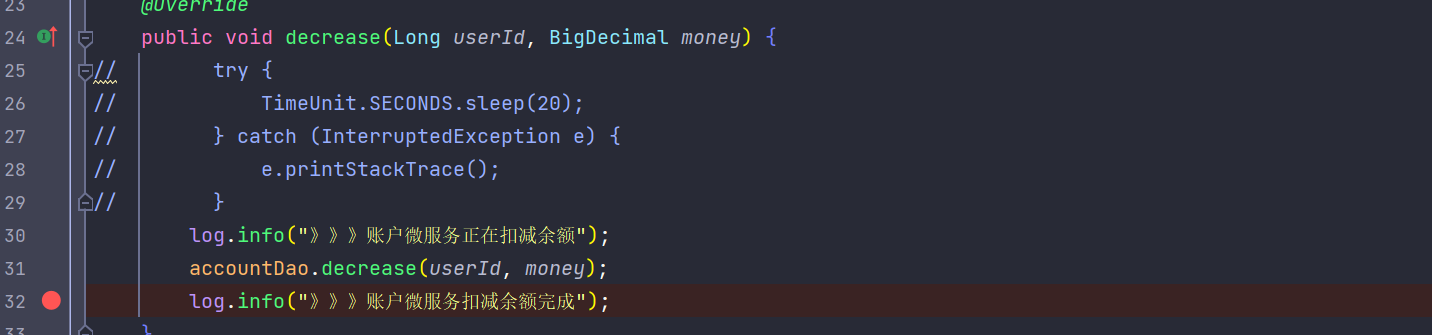 23 @Override
24 public void decrease(Long userId, BigDecimal money) {
25 // try {
26 // TimeUnit.SECONDS.sleep(20);
27 // } catch (InterruptedException e) {
28 // e.printStackTrace();
29 // }
30 log.info("》》》账户微服务正在扣减余额");
31 accountDao.decrease(userId, money);
32 log.info("》》》账户微服务扣减余额完成");
33 }